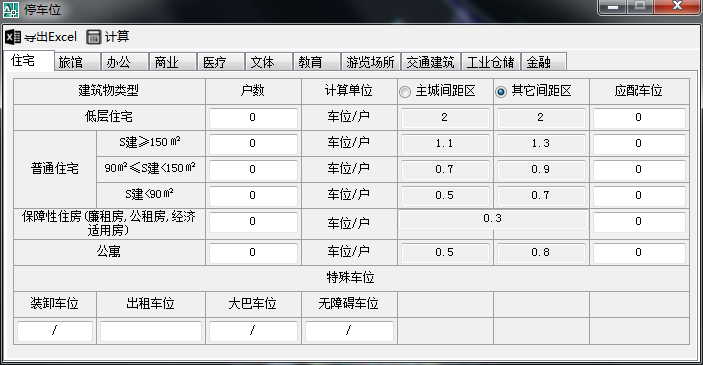 停车位
导出Excel 计算
住宅 旅馆 办公 商业 医疗 文体 教育 游览场所 交通建筑 工业仓储 金融
建筑物类型 户数 计算单位 主城间距区 其它间距区 应配车位
低层住宅 0 车位/户 2 2 0
普通住宅
S建≥150㎡ 0 车位/户 1.1 1.3 0
90㎡≤S建<150㎡ 0 车位/户 0.7 0.9 0
S建<90㎡ 0 车位/户 0.5 0.7 0
保障性住房(廉租房,公租房,经济
适用房) 0 车位/户 0.3 0
公寓 0 车位/户 0.5 0.8 0
特殊车位
装卸车位 出租车位 大巴车位 无障碍车位
/ / /